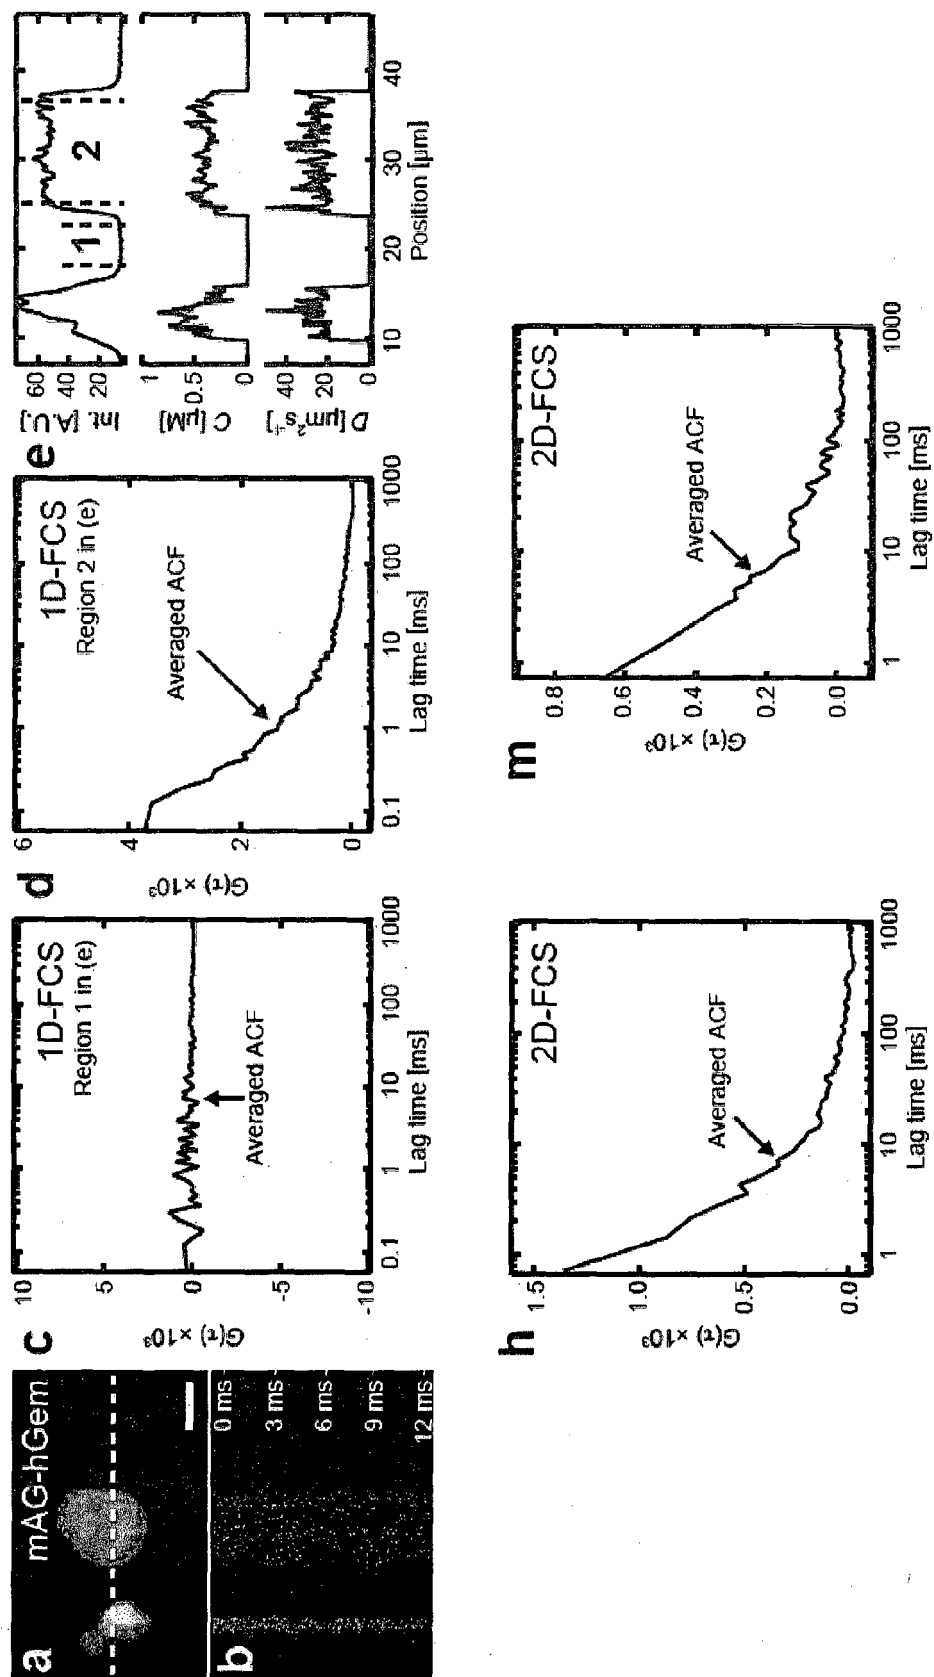 a
mAG-hGem
b
0 ms
3 ms
6 ms
9 ms
12 ms
c
1D-FCS
Region 1 in (e)
Averaged ACF
10
5
0
-5
-10
G(τ) × 10³
0.1
1
10
100
1000
Lag time [ms]
d
1D-FCS
Region 2 in (e)
Averaged ACF
6
4
2
0
G(τ) × 10³
0.1
1
10
100
1000
Lag time [ms]
e
60
40
20
Int. [A.U.]
1
2
1
0.5
0
C [µM]
40
20
0
D [µm²s⁻¹]
10
20
30
40
Position [µm]
h
2D-FCS
Averaged ACF
1.5
1.0
0.5
0.0
G(τ) × 10³
1
10
100
1000
Lag time [ms]
m
2D-FCS
Averaged ACF
0.8
0.6
0.4
0.2
0.0
G(τ) × 10³
1
10
100
1000
Lag time [ms]